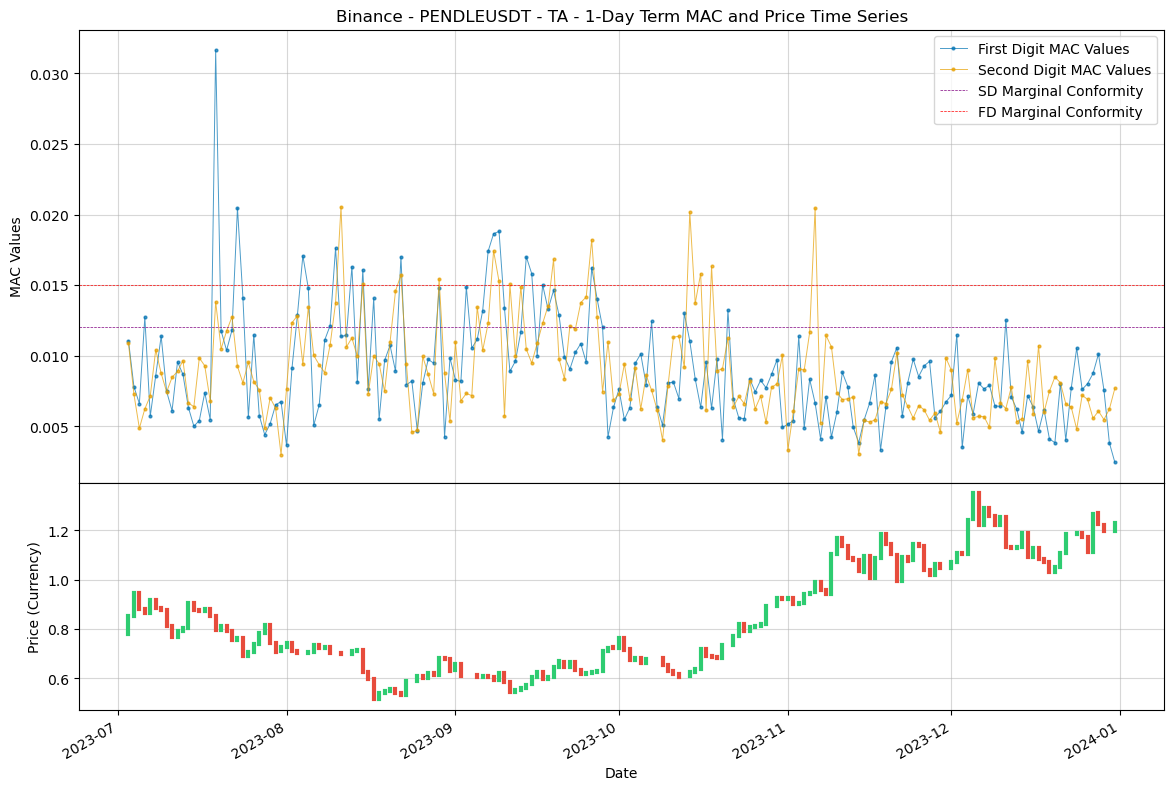 Binance - PENDLEUSDT - TA - 1-Day Term MAC and Price Time Series
First Digit MAC Values
Second Digit MAC Values
SD Marginal Conformity
FD Marginal Conformity
MAC Values
0.030
0.025
0.020
0.015
0.010
0.005
Price (Currency)
1.2
1.0
0.8
0.6
2023-07
2023-08
2023-09
2023-10
2023-11
2023-12
2024-01
Date